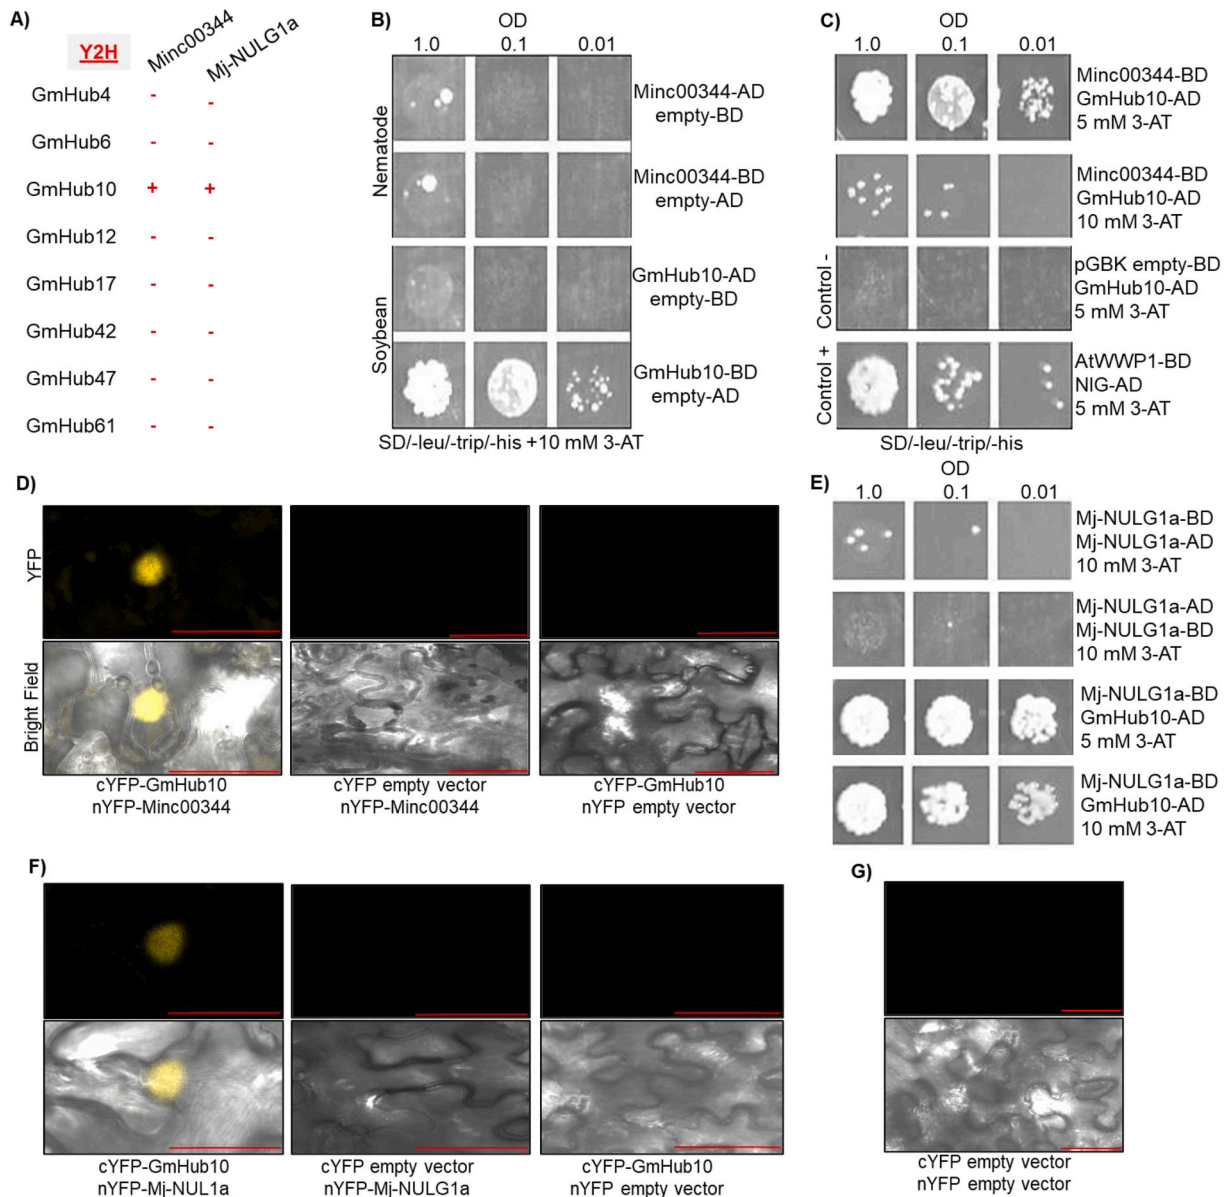 A)
Y2H
Minc00344
Mj-NULG1a
GmHub4 - -
GmHub6 - -
GmHub10 + +
GmHub12 - -
GmHub17 - -
GmHub42 - -
GmHub47 - -
GmHub61 - -
B)
OD
1.0 0.1 0.01
Nematode
Minc00344-AD
empty-BD
Minc00344-BD
empty-AD
Soybean
GmHub10-AD
empty-BD
GmHub10-BD
empty-AD
SD/-leu/-trip/-his +10 mM 3-AT
C)
OD
1.0 0.1 0.01
Minc00344-BD
GmHub10-AD
5 mM 3-AT
Minc00344-BD
GmHub10-AD
10 mM 3-AT
Control -
pGBK empty-BD
GmHub10-AD
5 mM 3-AT
Control +
AtWWP1-BD
NIG-AD
5 mM 3-AT
SD/-leu/-trip/-his
D)
YFP
Bright Field
cYFP-GmHub10
nYFP-Minc00344
cYFP empty vector
nYFP-Minc00344
cYFP-GmHub10
nYFP empty vector
E)
OD
1.0 0.1 0.01
Mj-NULG1a-BD
Mj-NULG1a-AD
10 mM 3-AT
Mj-NULG1a-AD
Mj-NULG1a-BD
10 mM 3-AT
Mj-NULG1a-BD
GmHub10-AD
5 mM 3-AT
Mj-NULG1a-BD
GmHub10-AD
10 mM 3-AT
F)
cYFP-GmHub10
nYFP-Mj-NUL1a
cYFP empty vector
nYFP-Mj-NULG1a
cYFP-GmHub10
nYFP empty vector
G)
cYFP empty vector
nYFP empty vector